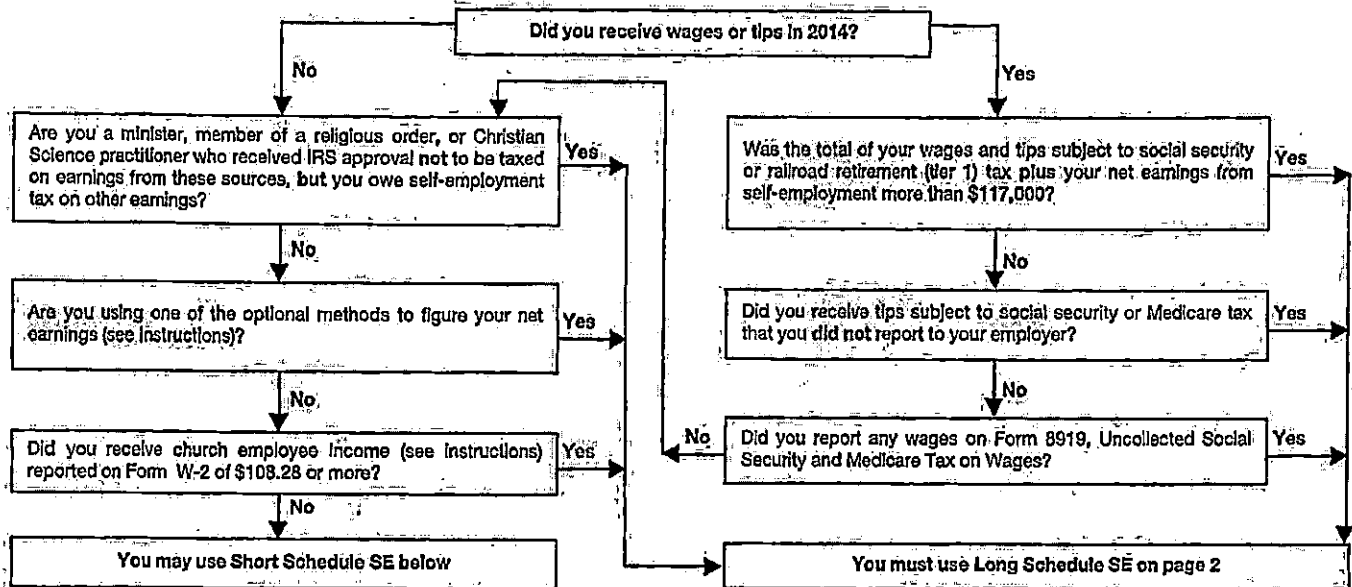 Did you receive wages or tips in 2014?
No
Yes
Are you a minister, member of a religious order, or Christian
Science practitioner who received IRS approval not to be taxed
on earnings from these sources, but you owe self-employment
tax on other earnings?
Yes
Was the total of your wages and tips subject to social security
or railroad retirement (tier 1) tax plus your net earnings from
self-employment more than $117,000?
Yes
No
No
Are you using one of the optional methods to figure your net
earnings (see instructions)?
Yes
Did you receive tips subject to social security or Medicare tax
that you did not report to your employer?
Yes
No
No
Did you receive church employee income (see instructions)
reported on Form W-2 of $108.28 or more?
Yes
No
Did you report any wages on Form 8919, Uncollected Social
Security and Medicare Tax on Wages?
Yes
No
You may use Short Schedule SE below
You must use Long Schedule SE on page 2